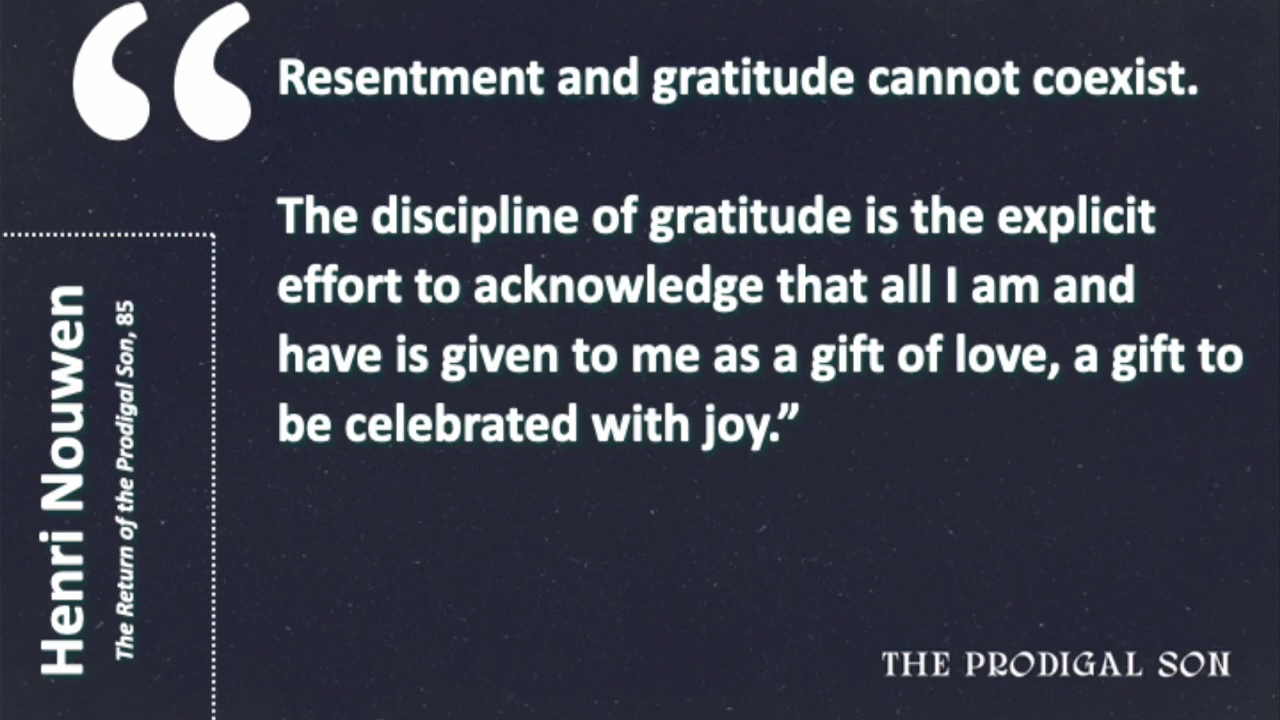 “
Resentment and gratitude cannot coexist.
The discipline of gratitude is the explicit
effort to acknowledge that all I am and
have is given to me as a gift of love, a gift to
be celebrated with joy.”
Henri Nouwen
The Return of the Prodigal Son, 85
THE PRODIGAL SON